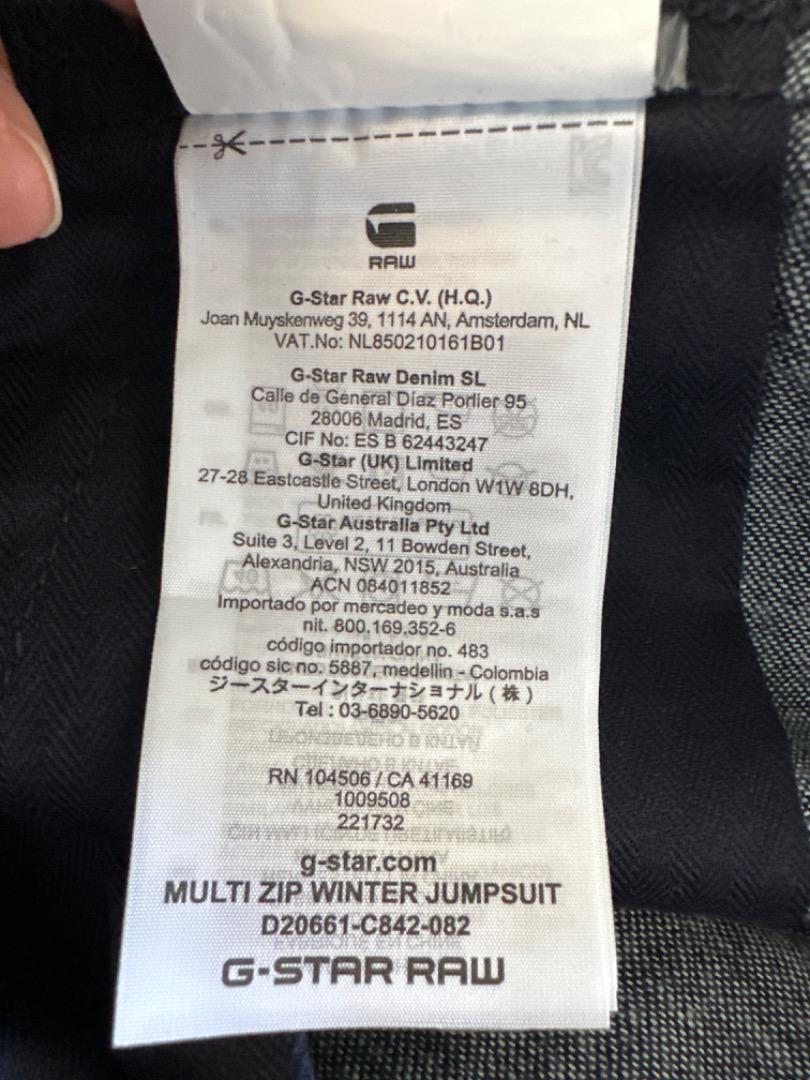 RAW
G-Star Raw C.V. (H.Q.)
Joan Muyskenweg 39, 1114 AN, Amsterdam, NL
VAT.No: NL850210161B01
G-Star Raw Denim SL
Calle de General Díaz Porlier 95
28006 Madrid, ES
CIF No: ES B 62443247
G-Star (UK) Limited
27-28 Eastcastle Street, London W1W 8DH,
United Kingdom
G-Star Australia Pty Ltd
Suite 3, Level 2, 11 Bowden Street,
Alexandria, NSW 2015, Australia
ACN 084011852
Importado por mercadeo y moda s.a.s
nit. 800.169.352-6
código importador no. 483
código sic no. 5887, medellin - Colombia
ジースターインターナショナル ( 株 )
Tel : 03-6890-5620
RN 104506 / CA 41169
1009508
221732
g-star.com
MULTI ZIP WINTER JUMPSUIT
D20661-C842-082
G-STAR RAW